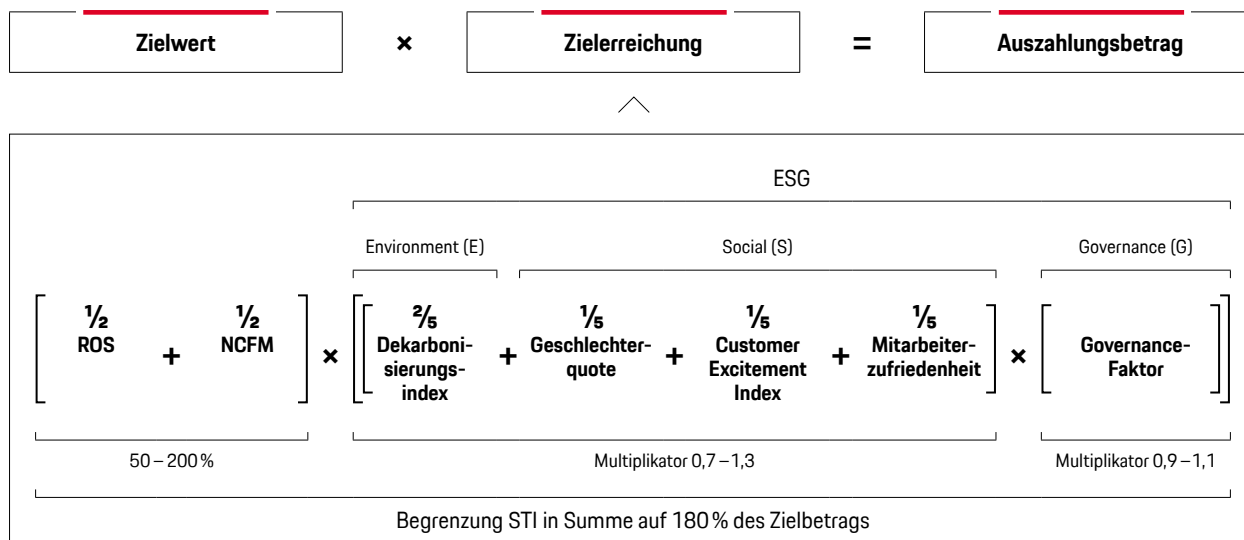 Zielwert × Zielerreichung = Auszahlungsbetrag
ESG
Environment (E) Social (S) Governance (G)
½ ½ ⅖ ⅕ ⅕ ⅕
ROS + NCFM × Dekarboni- + Geschlechter- + Customer + Mitarbeiter- × Governance-
sierungs- quote Excitement zufriedenheit Faktor
index Index
50 – 200 % Multiplikator 0,7 – 1,3 Multiplikator 0,9 – 1,1
Begrenzung STI in Summe auf 180 % des Zielbetrags